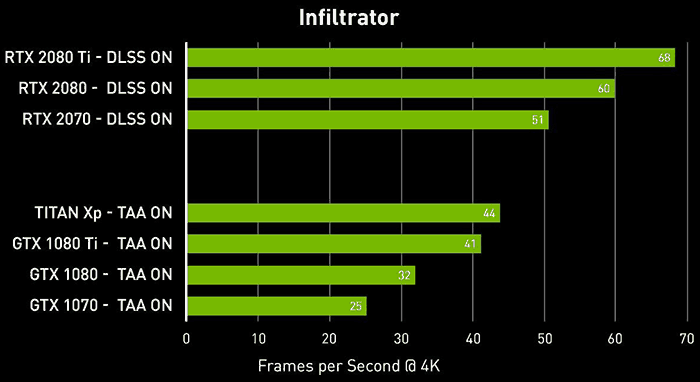 Infiltrator
RTX 2080 Ti - DLSS ON
68
RTX 2080 - DLSS ON
60
RTX 2070 - DLSS ON
51
TITAN Xp - TAA ON
44
GTX 1080 Ti - TAA ON
41
GTX 1080 - TAA ON
32
GTX 1070 - TAA ON
25
0 10 20 30 40 50 60 70
Frames per Second @ 4K